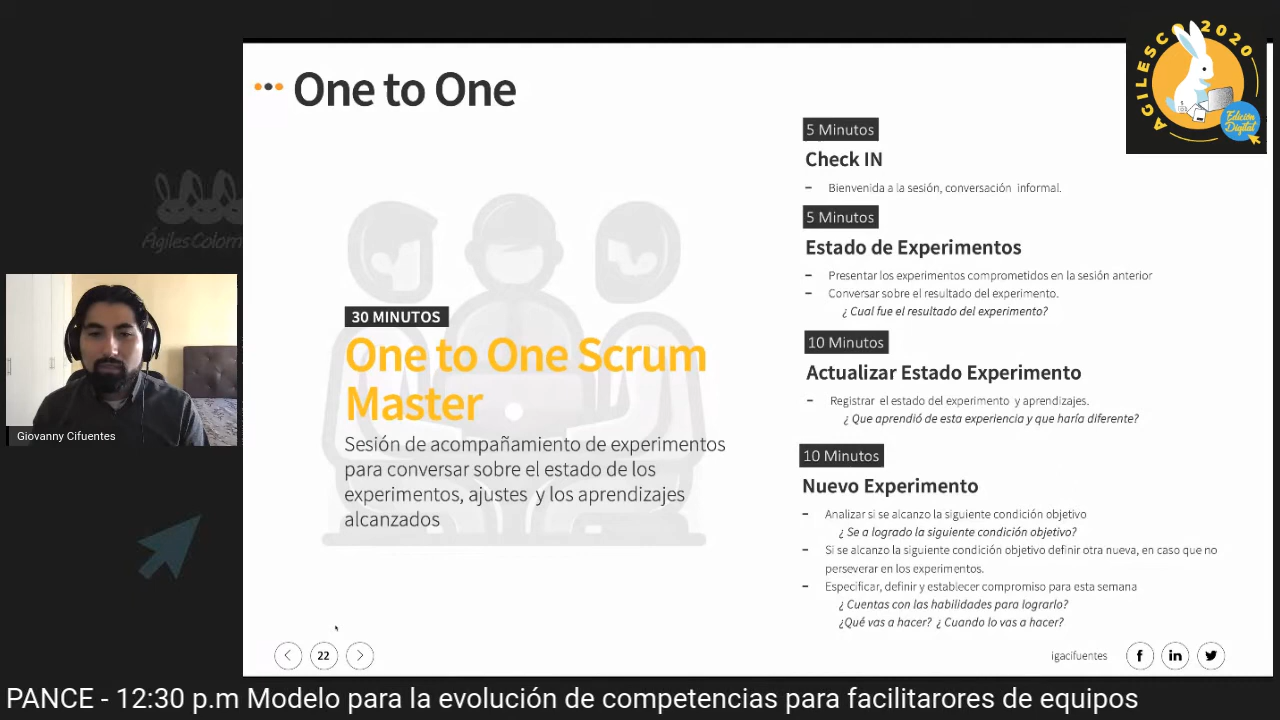 One to One
AGILESCO 2020
Edición
Digital
ÁgilesColom
Giovanny Cifuentes
30 MINUTOS
One to One Scrum
Master
Sesión de acompañamiento de experimentos
para conversar sobre el estado de los
experimentos, ajustes y los aprendizajes
alcanzados
5 Minutos
Check IN
– Bienvenida a la sesión, conversación informal.
5 Minutos
Estado de Experimentos
– Presentar los experimentos comprometidos en la sesión anterior
– Conversar sobre el resultado del experimento.
¿ Cual fue el resultado del experimento?
10 Minutos
Actualizar Estado Experimento
– Registrar el estado del experimento y aprendizajes.
¿ Que aprendió de esta experiencia y que haría diferente?
10 Minutos
Nuevo Experimento
– Analizar si se alcanzo la siguiente condición objetivo
¿ Se a logrado la siguiente condición objetivo?
– Si se alcanzo la siguiente condición objetivo definir otra nueva, en caso que no
perseverar en los experimentos.
– Especificar, definir y establecer compromiso para esta semana
¿ Cuentas con las habilidades para lograrlo?
¿Qué vas a hacer? ¿ Cuando lo vas a hacer?
22
igacifuentes
PANCE - 12:30 p.m Modelo para la evolución de competencias para facilitarores de equipos